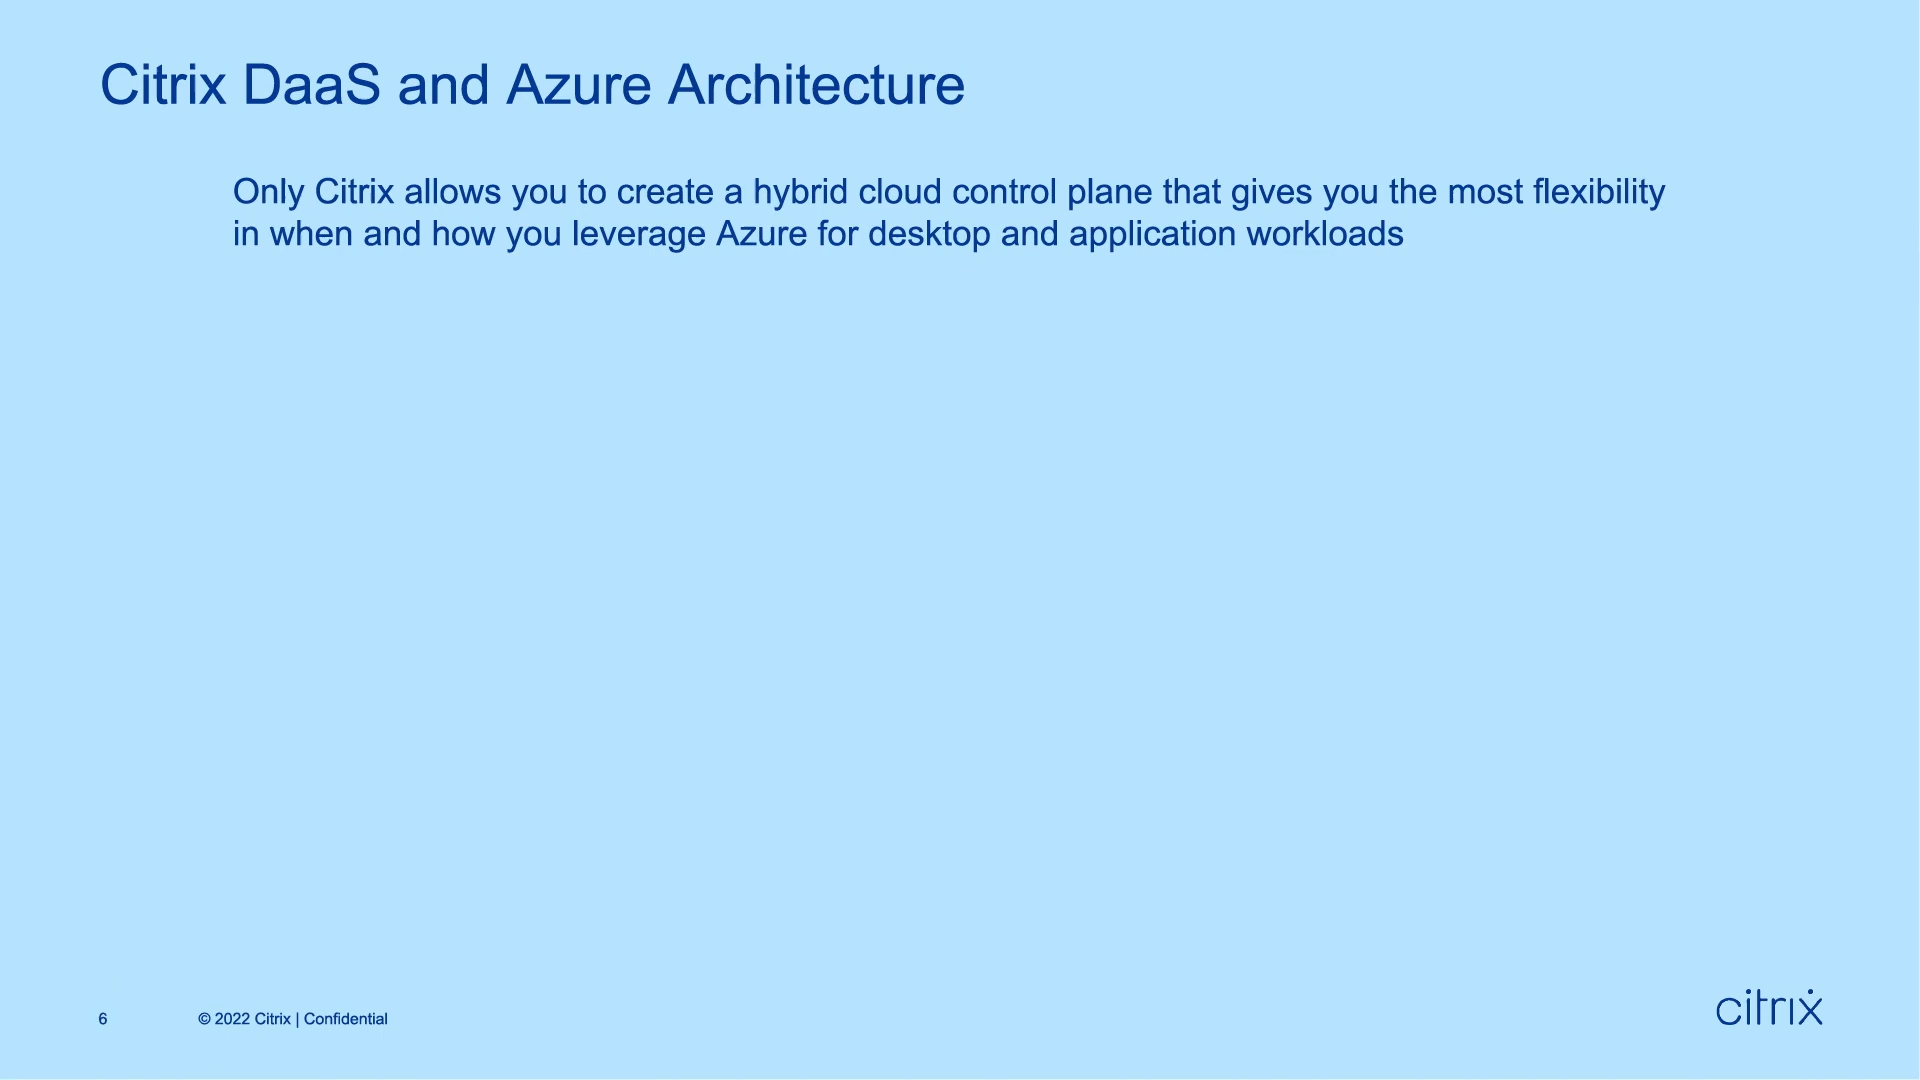 Citrix DaaS and Azure Architecture
Only Citrix allows you to create a hybrid cloud control plane that gives you the most flexibility
in when and how you leverage Azure for desktop and application workloads
6
© 2022 Citrix | Confidential
citrix